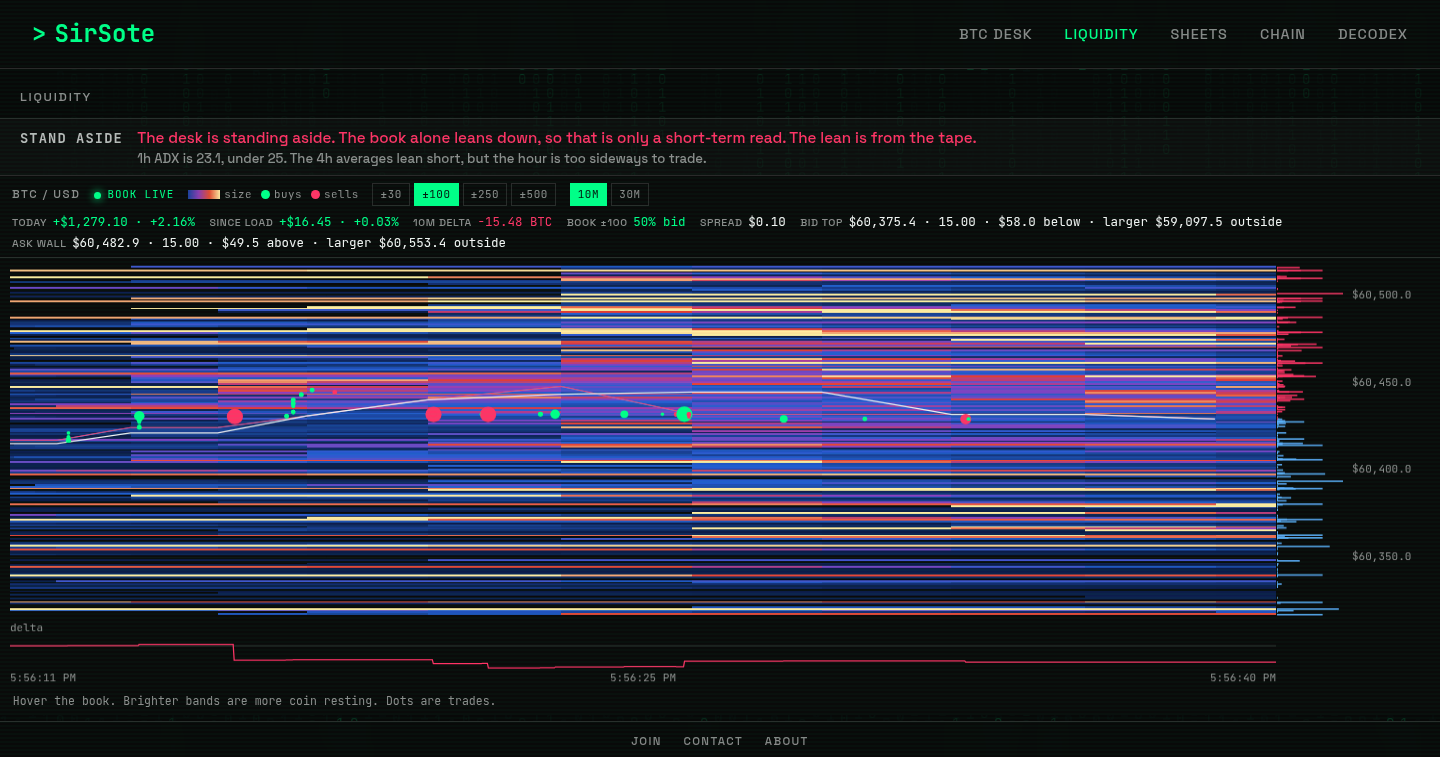 > SirSote
BTC DESK LIQUIDITY SHEETS CHAIN DECODEX
LIQUIDITY
STAND ASIDE The desk is standing aside. The book alone leans down, so that is only a short-term read. The lean is from the tape.
1h ADX is 23.1, under 25. The 4h averages lean short, but the hour is too sideways to trade.
BTC / USD BOOK LIVE size buys sells ±30 ±100 ±250 ±500 10M 30M
TODAY +$1,279.10 · +2.16% SINCE LOAD +$16.45 · +0.03% 10M DELTA -15.48 BTC BOOK ±100 50% bid SPREAD $0.10 BID TOP $60,375.4 · 15.00 · $58.0 below · larger $59,097.5 outside
ASK WALL $60,482.9 · 15.00 · $49.5 above · larger $60,553.4 outside
$60,500.0
$60,450.0
$60,400.0
$60,350.0
delta
5:56:11 PM 5:56:25 PM 5:56:40 PM
Hover the book. Brighter bands are more coin resting. Dots are trades.
JOIN CONTACT ABOUT